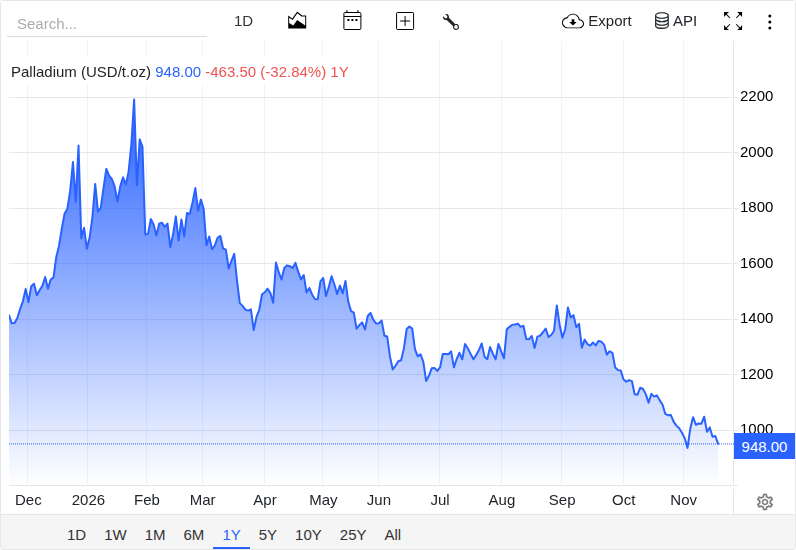 Search... 1D Export API
Palladium (USD/t.oz) 948.00 -463.50 (-32.84%) 1Y
2200
2000
1800
1600
1400
1200
1000
948.00
Dec 2026 Feb Mar Apr May Jun Jul Aug Sep Oct Nov
1D 1W 1M 6M 1Y 5Y 10Y 25Y All